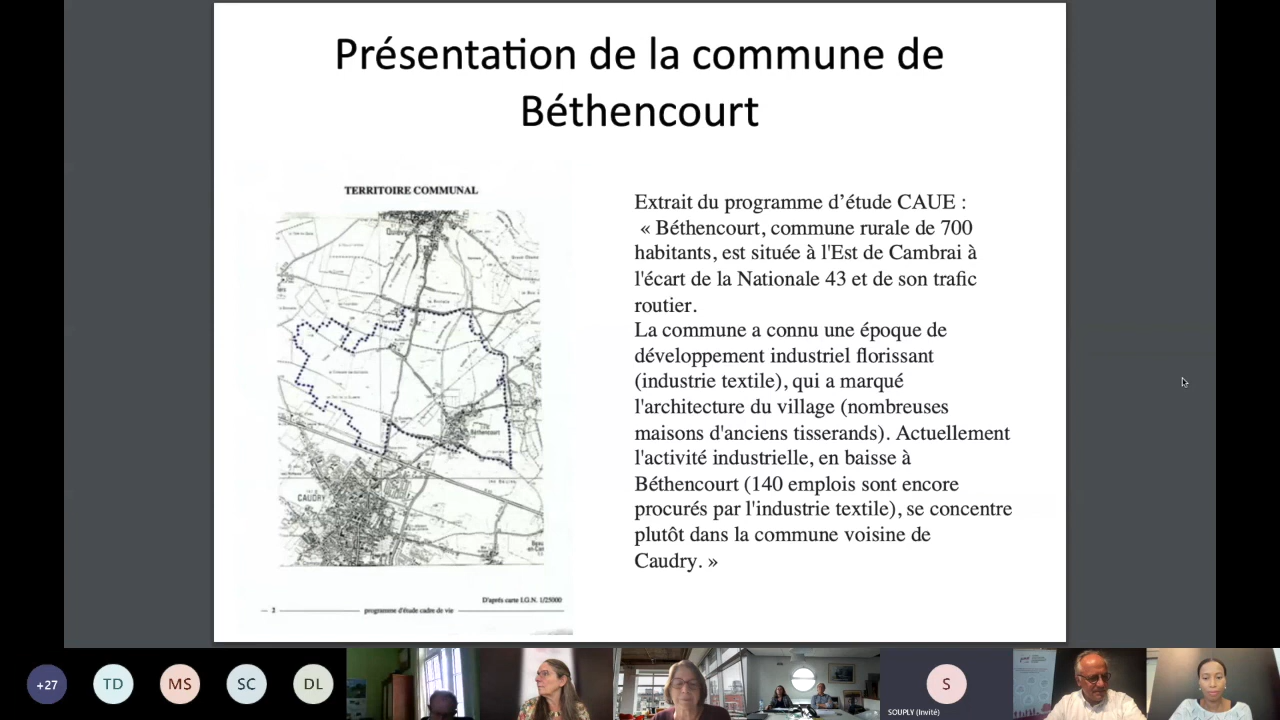 Présentation de la commune de
Béthencourt
TERRITOIRE COMMUNAL
CAUDRY
Béthencourt
D'après carte I.G.N. 1/25000
2 programme d'étude cadre de vie
Extrait du programme d’étude CAUE :
« Béthencourt, commune rurale de 700
habitants, est située à l'Est de Cambrai à
l'écart de la Nationale 43 et de son trafic
routier.
La commune a connu une époque de
développement industriel florissant
(industrie textile), qui a marqué
l'architecture du village (nombreuses
maisons d'anciens tisserands). Actuellement
l'activité industrielle, en baisse à
Béthencourt (140 emplois sont encore
procurés par l'industrie textile), se concentre
plutôt dans la commune voisine de
Caudry. »
+27
TD
MS
SC
DL
S
SOUPLY (Invité)